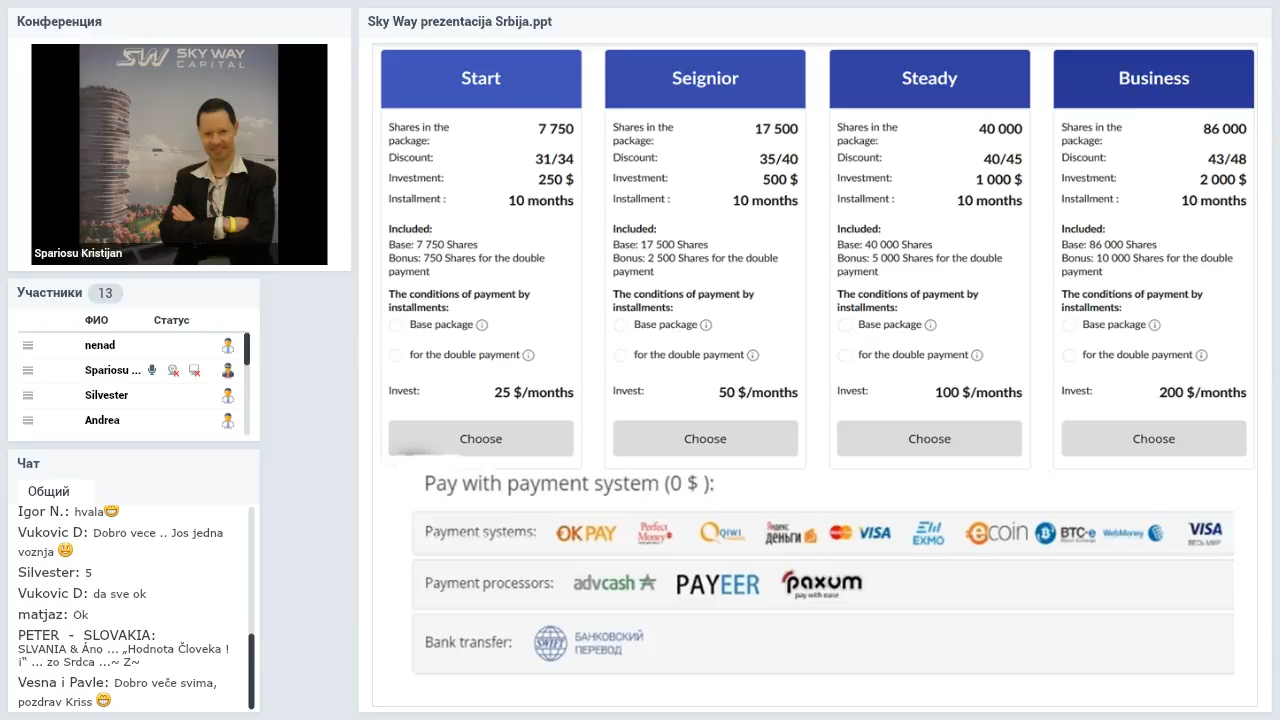 Конференция
SKY WAY
CAPITAL
Spariosu Kristijan
Участники 13
ФИО Статус
nenad
Spariosu ...
Silvester
Andrea
Чат
Общий
Igor N.: hvala
Vukovic D: Dobro vece .. Jos jedna
voznja
Silvester: 5
Vukovic D: da sve ok
matjaz: Ok
PETER - SLOVAKIA:
SLVANIA & Áno ... „Hodnota Človeka !
i“ ... zo Srdca ...~ Z~
Vesna i Pavle: Dobro veče svima,
pozdrav Kriss
Sky Way prezentacija Srbija.ppt
Start
Shares in the
package: 7 750
Discount: 31/34
Investment: 250 $
Installment : 10 months
Included:
Base: 7 750 Shares
Bonus: 750 Shares for the double
payment
The conditions of payment by
installments:
Base package
for the double payment
Invest: 25 $/months
Choose
Seignior
Shares in the
package: 17 500
Discount: 35/40
Investment: 500 $
Installment : 10 months
Included:
Base: 17 500 Shares
Bonus: 2 500 Shares for the double
payment
The conditions of payment by
installments:
Base package
for the double payment
Invest: 50 $/months
Choose
Steady
Shares in the
package: 40 000
Discount: 40/45
Investment: 1 000 $
Installment : 10 months
Included:
Base: 40 000 Shares
Bonus: 5 000 Shares for the double
payment
The conditions of payment by
installments:
Base package
for the double payment
Invest: 100 $/months
Choose
Business
Shares in the
package: 86 000
Discount: 43/48
Investment: 2 000 $
Installment : 10 months
Included:
Base: 86 000 Shares
Bonus: 10 000 Shares for the double
payment
The conditions of payment by
installments:
Base package
for the double payment
Invest: 200 $/months
Choose
Pay with payment system (0 $ ):
Payment systems: OKPAY Perfect Money QIWI Яндекс деньги VISA EXMO ecoin BTC-e WebMoney VISA
ВЕСЬ МИР
Payment processors: advcash PAYEER paxum
pay with ease
Bank transfer: SWIFT БАНКОВСКИЙ
ПЕРЕВОД